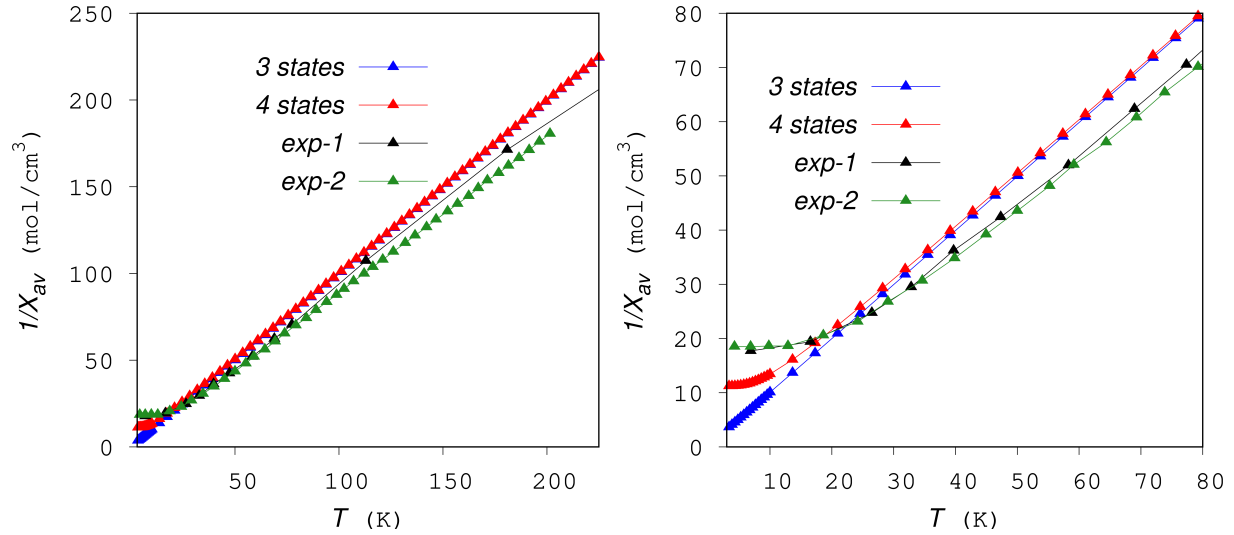 250
200
150
100
50
0
1/X_av (mol/cm³)
3 states
4 states
exp-1
exp-2
50 100 150 200
T (K)
80
70
60
50
40
30
20
10
0
1/X_av (mol/cm³)
3 states
4 states
exp-1
exp-2
10 20 30 40 50 60 70 80
T (K)